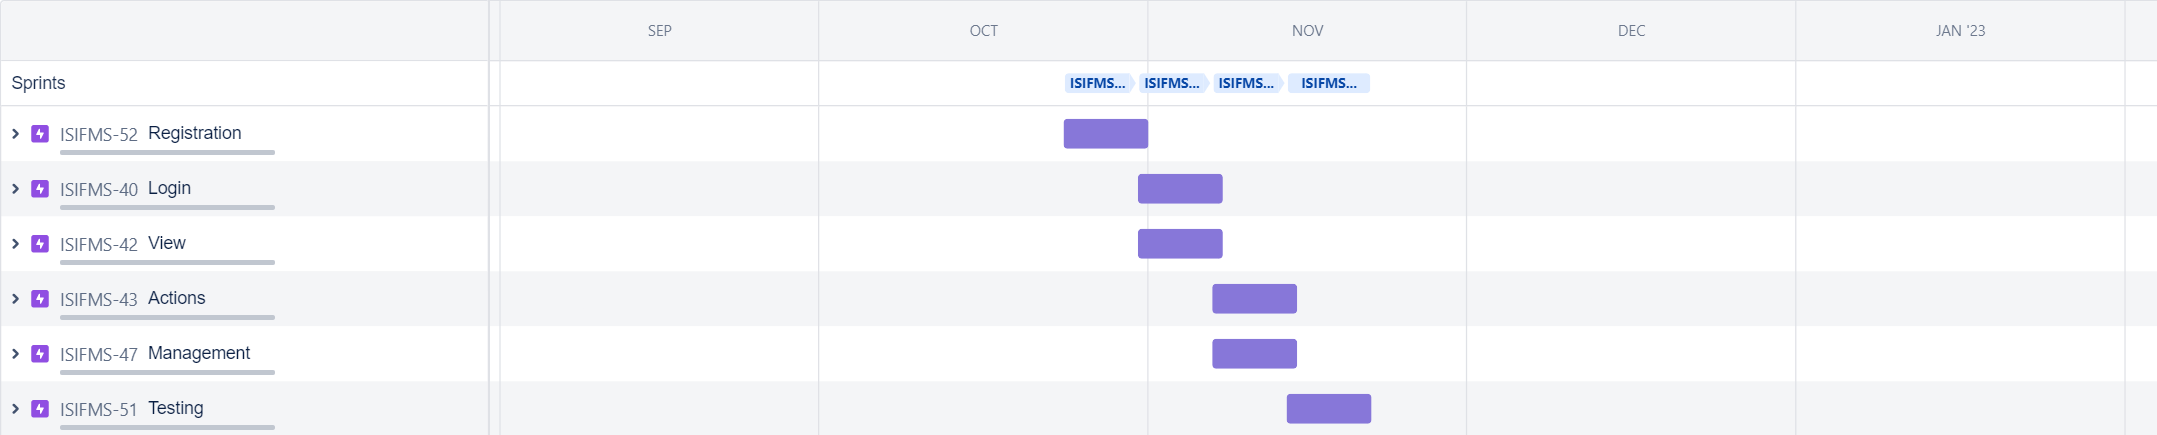 SEP OCT NOV DEC JAN '23
Sprints ISIFMS... ISIFMS... ISIFMS... ISIFMS...
ISIFMS-52 Registration
ISIFMS-40 Login
ISIFMS-42 View
ISIFMS-43 Actions
ISIFMS-47 Management
ISIFMS-51 Testing